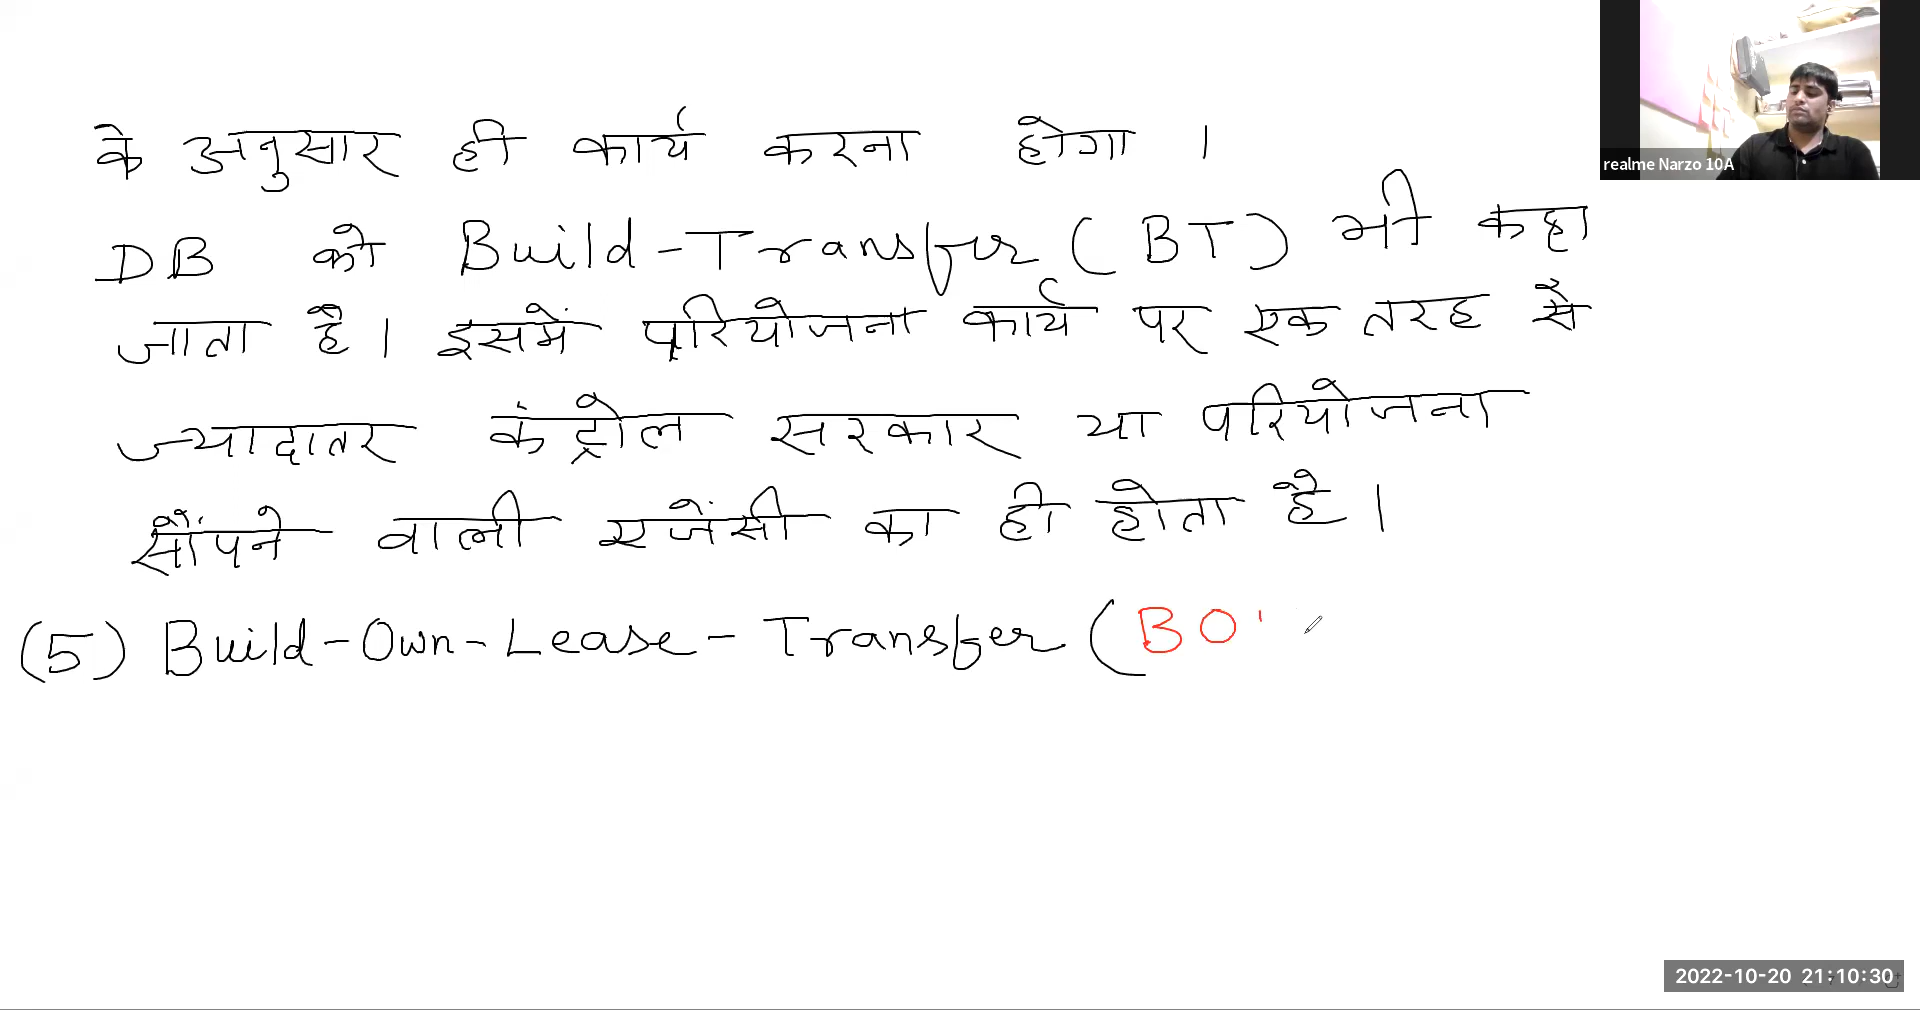 के अनुसार ही कार्य करना होगा ।
realme Narzo 10A
DB को Build-Transfer (BT) भी कहा
जाता है । इसमें परियोजना कार्य पर एक तरह से
ज्यादातर कंट्रोल सरकार या परियोजना
सौंपने वाली एजेंसी का ही होता है ।
(5) Build-Own-Lease-Transfer (BO
2022-10-20 21:10:30